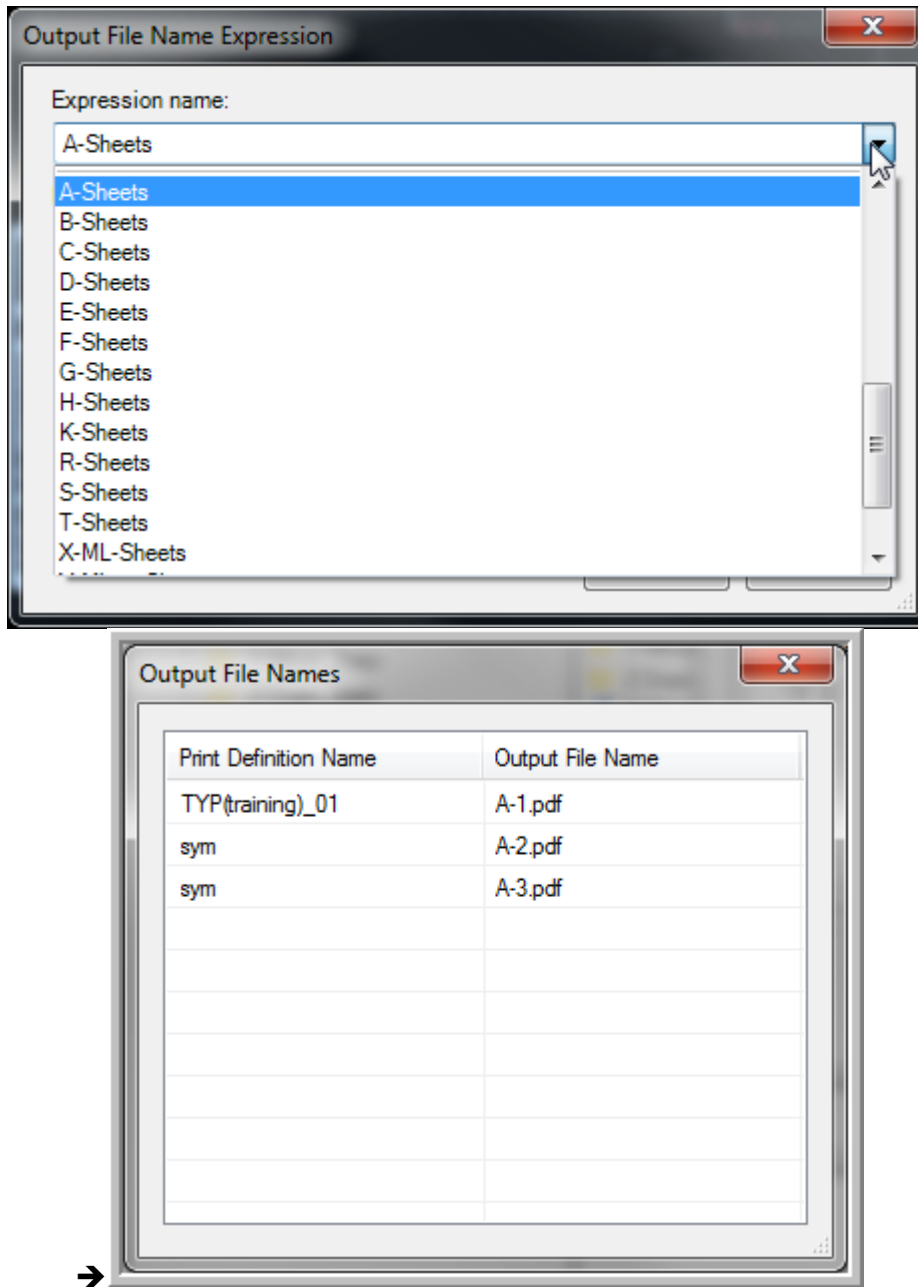 Output File Name Expression
Expression name:
A-Sheets
A-Sheets
B-Sheets
C-Sheets
D-Sheets
E-Sheets
F-Sheets
G-Sheets
H-Sheets
K-Sheets
R-Sheets
S-Sheets
T-Sheets
X-ML-Sheets
Output File Names
Print Definition Name Output File Name
TYP(training)_01 A-1.pdf
sym A-2.pdf
sym A-3.pdf
➔